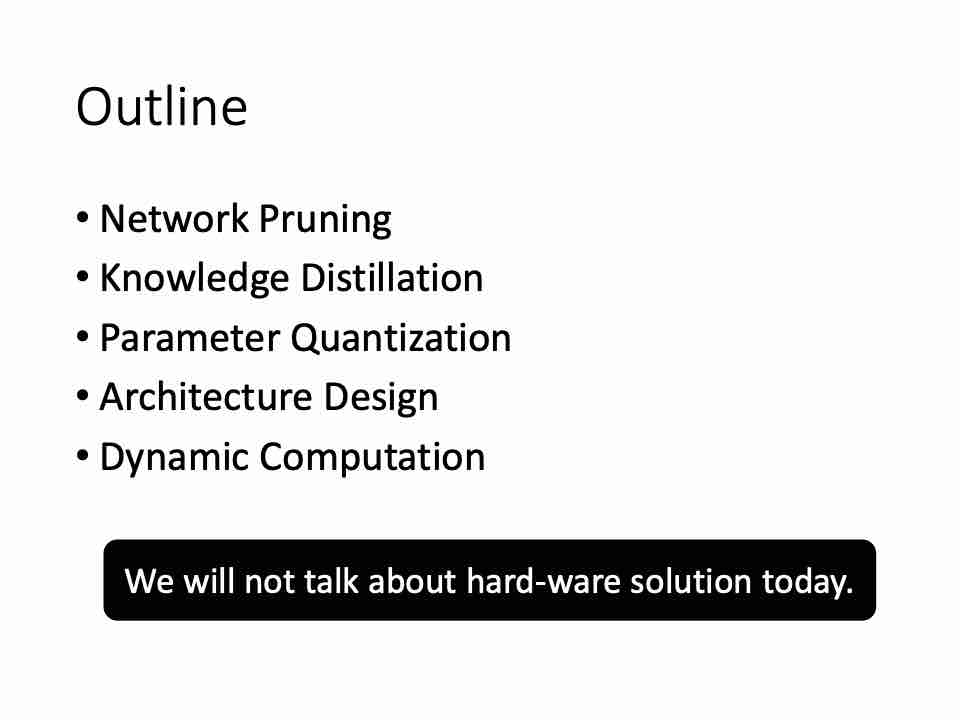 Outline
• Network Pruning
• Knowledge Distillation
• Parameter Quantization
• Architecture Design
• Dynamic Computation
We will not talk about hard-ware solution today.